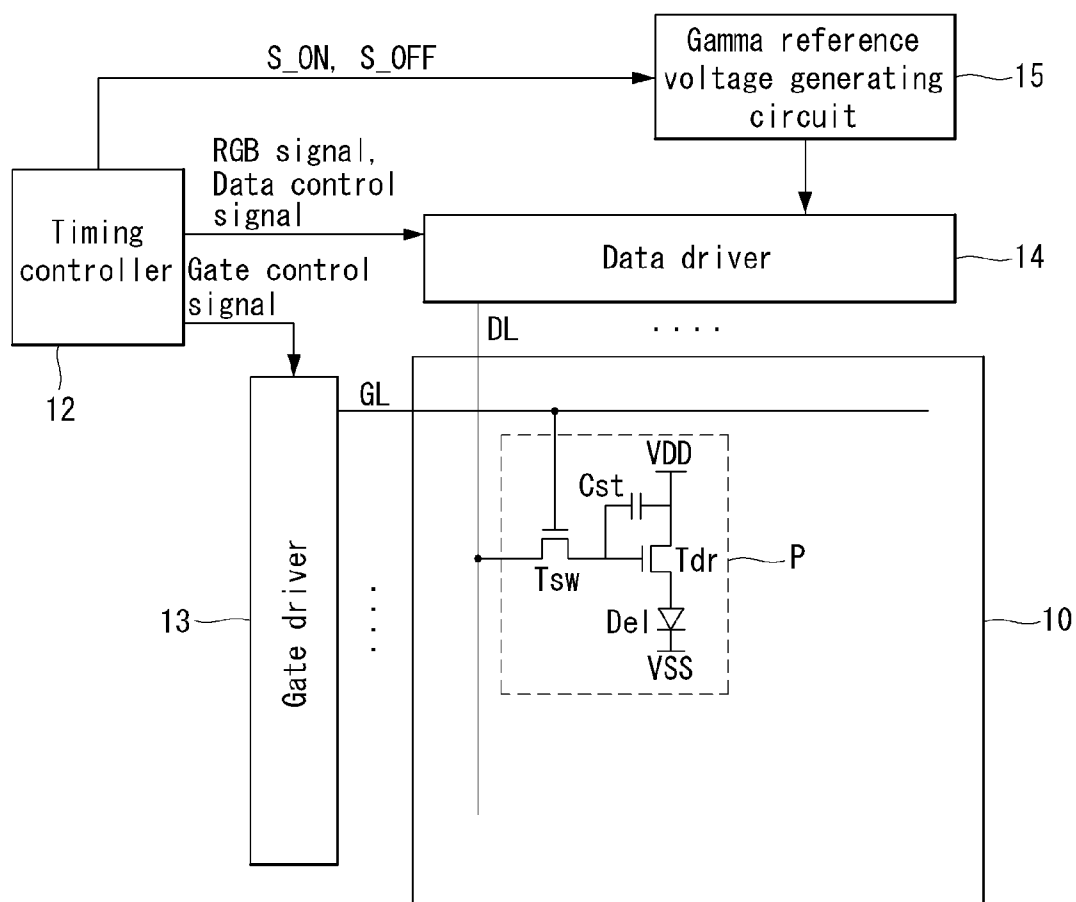 Gamma reference
voltage generating
circuit
15
S_ON, S_OFF
RGB signal,
Data control
signal
Timing
controller
Gate control
signal
Data driver
14
DL
· · · ·
12
GL
VDD
Cst
Tsw
Tdr
P
Del
VSS
13
Gate driver
· · · ·
10